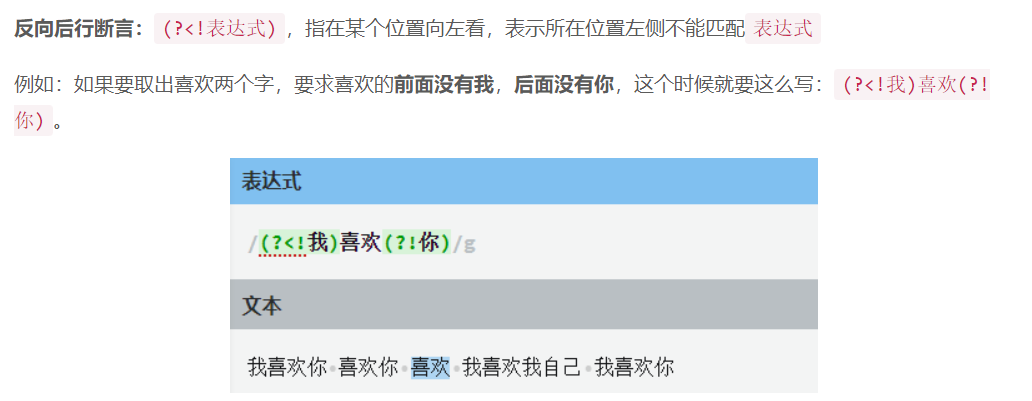 反向后行断言：(?<!表达式)，指在某个位置向左看，表示所在位置左侧不能匹配 表达式
例如：如果要取出喜欢两个字，要求喜欢的前面没有我，后面没有你，这个时候就要这么写：(?<!我)喜欢(?!
你)。
表达式
/(?<!我)喜欢(?!你)/g
文本
我喜欢你·喜欢你·喜欢·我喜欢我自己·我喜欢你